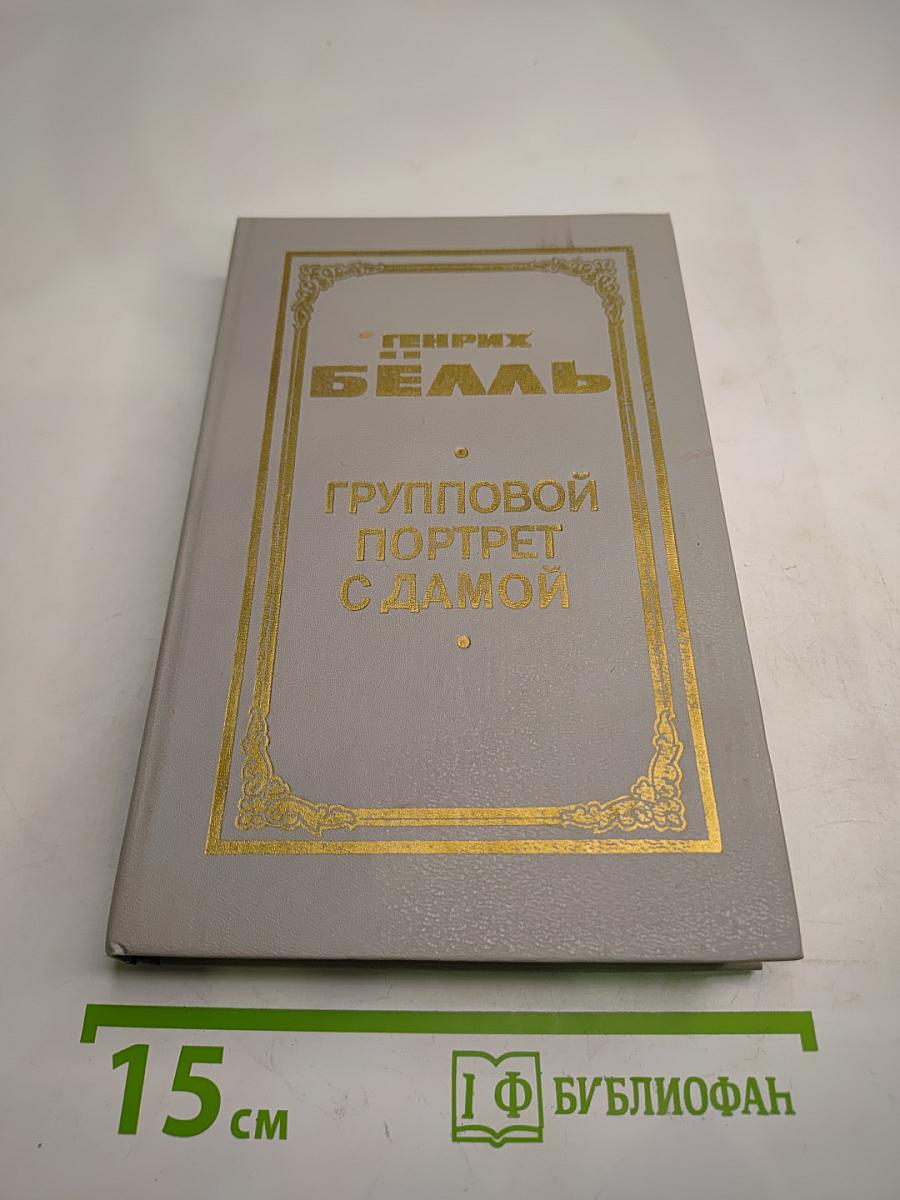 ГЕНРИХ
БЁЛЛЬ
ГРУППОВОЙ
ПОРТРЕТ
С ДАМОЙ
15 см
І Ф БИБЛИОФАН